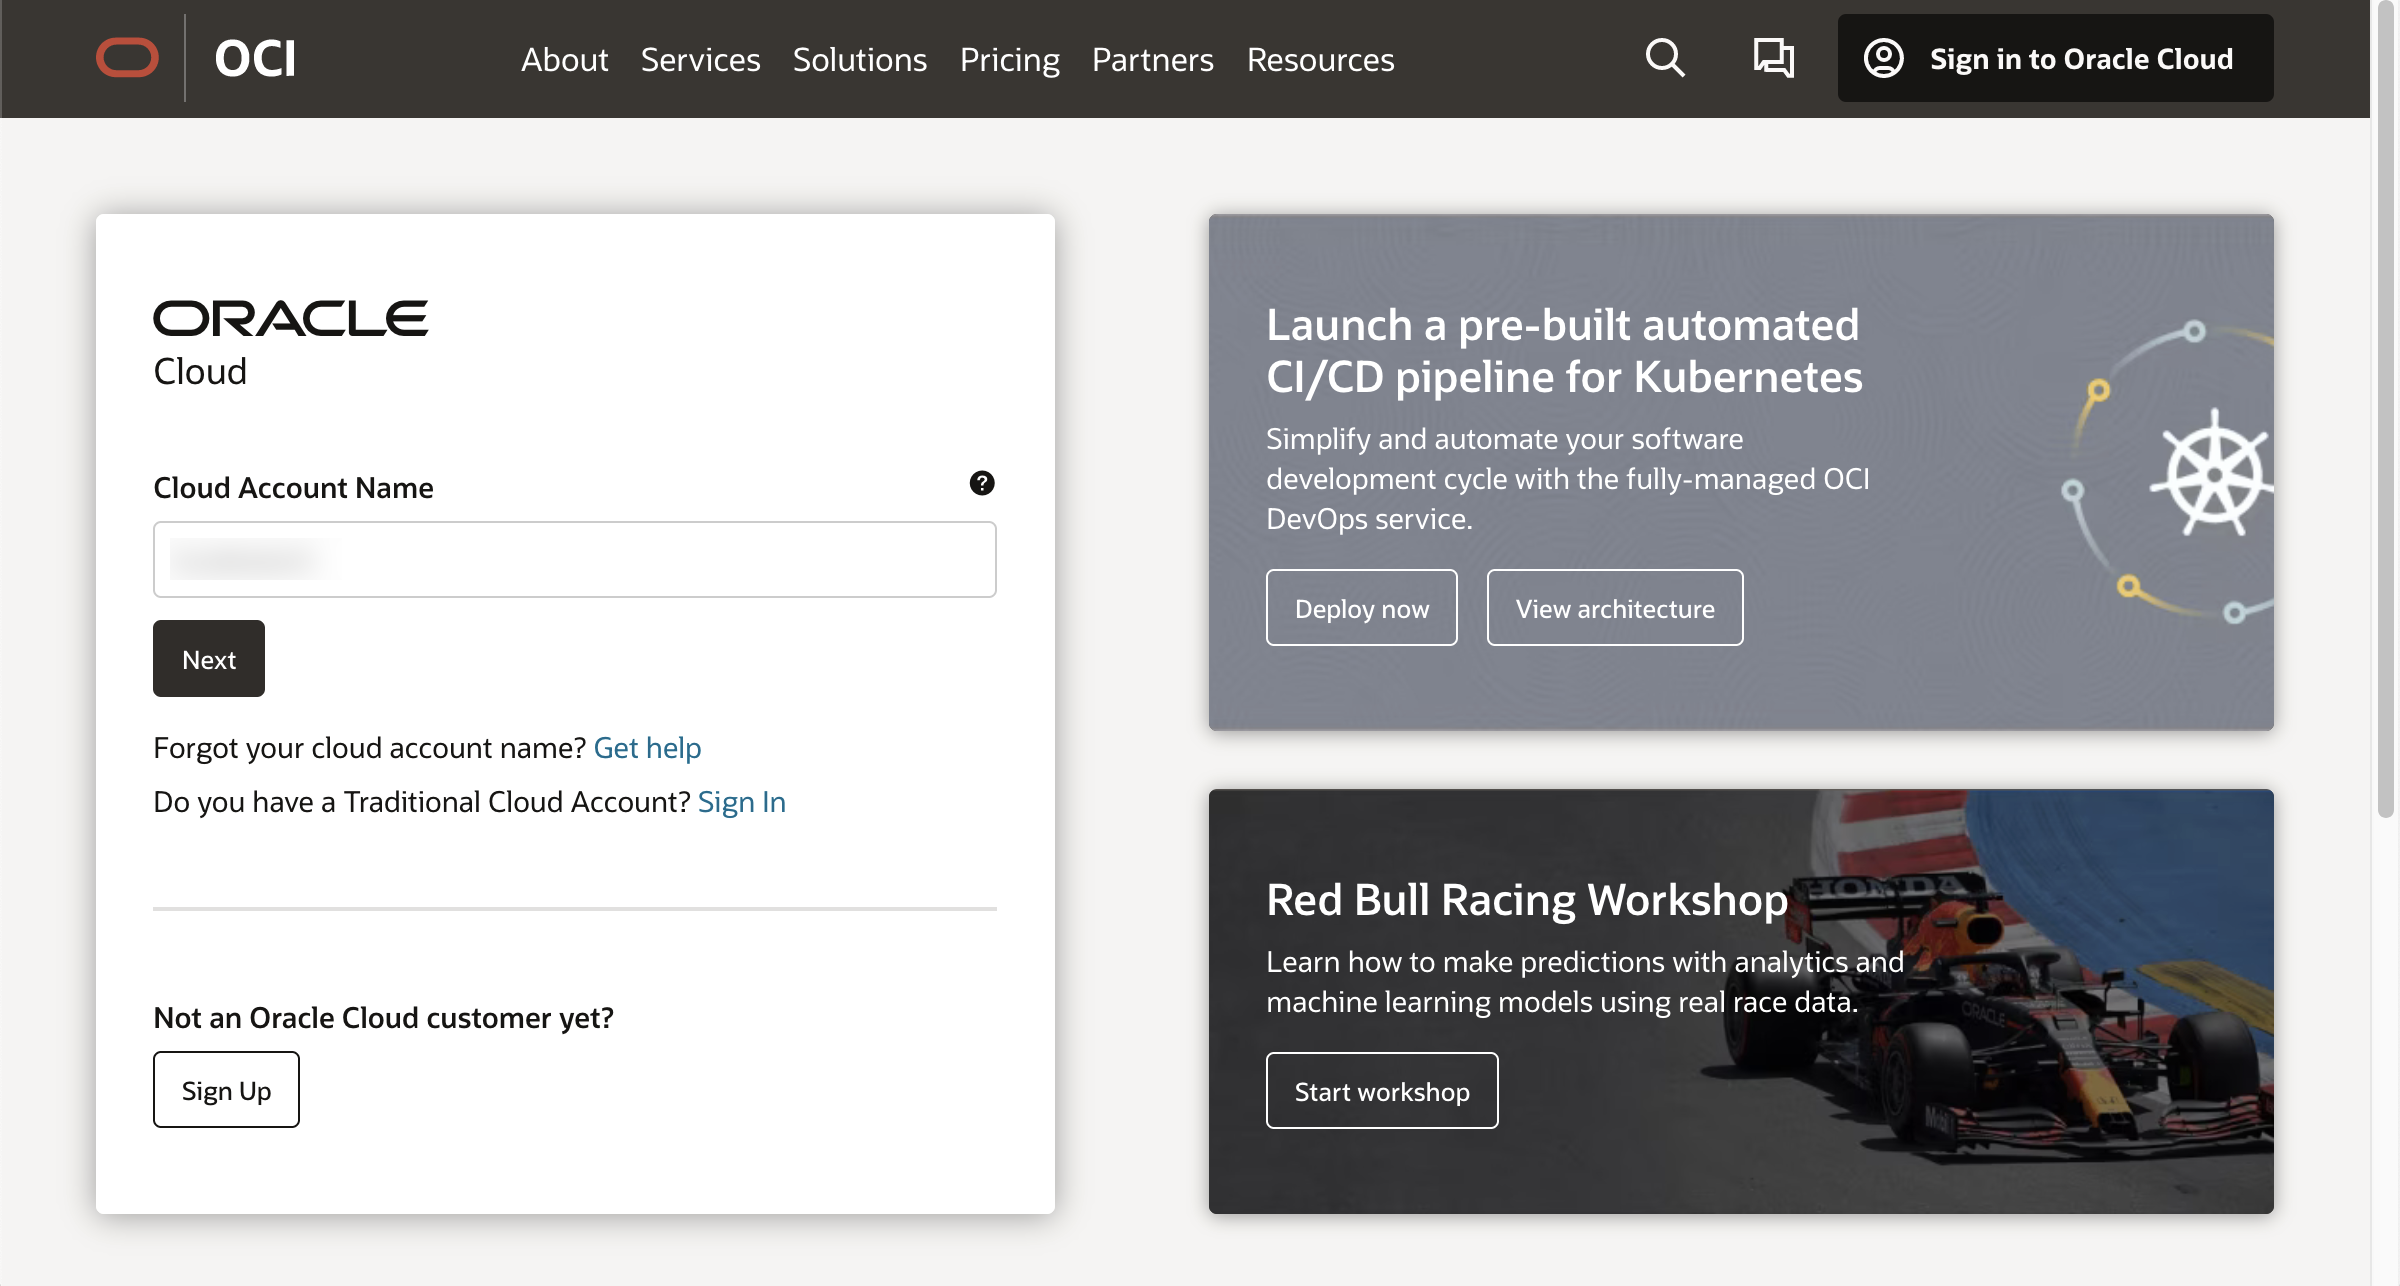 OCI
About Services Solutions Pricing Partners Resources
Sign in to Oracle Cloud
ORACLE
Cloud
Cloud Account Name
?
Next
Forgot your cloud account name? Get help
Do you have a Traditional Cloud Account? Sign In
Not an Oracle Cloud customer yet?
Sign Up
Launch a pre-built automated
CI/CD pipeline for Kubernetes
Simplify and automate your software
development cycle with the fully-managed OCI
DevOps service.
Deploy now
View architecture
Red Bull Racing Workshop
Learn how to make predictions with analytics and
machine learning models using real race data.
Start workshop
HONDA
ORACLE
Mobil